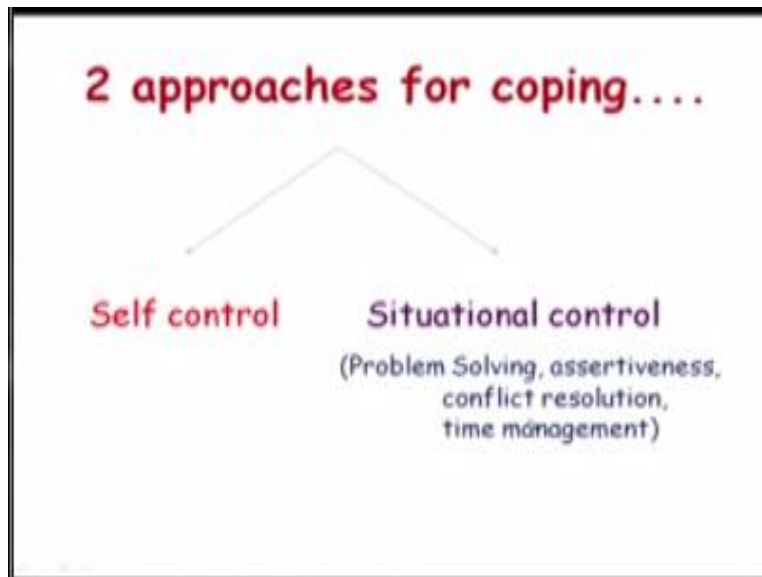 2 approaches for coping....
Self control
Situational control
(Problem Solving, assertiveness,
conflict resolution,
time management)